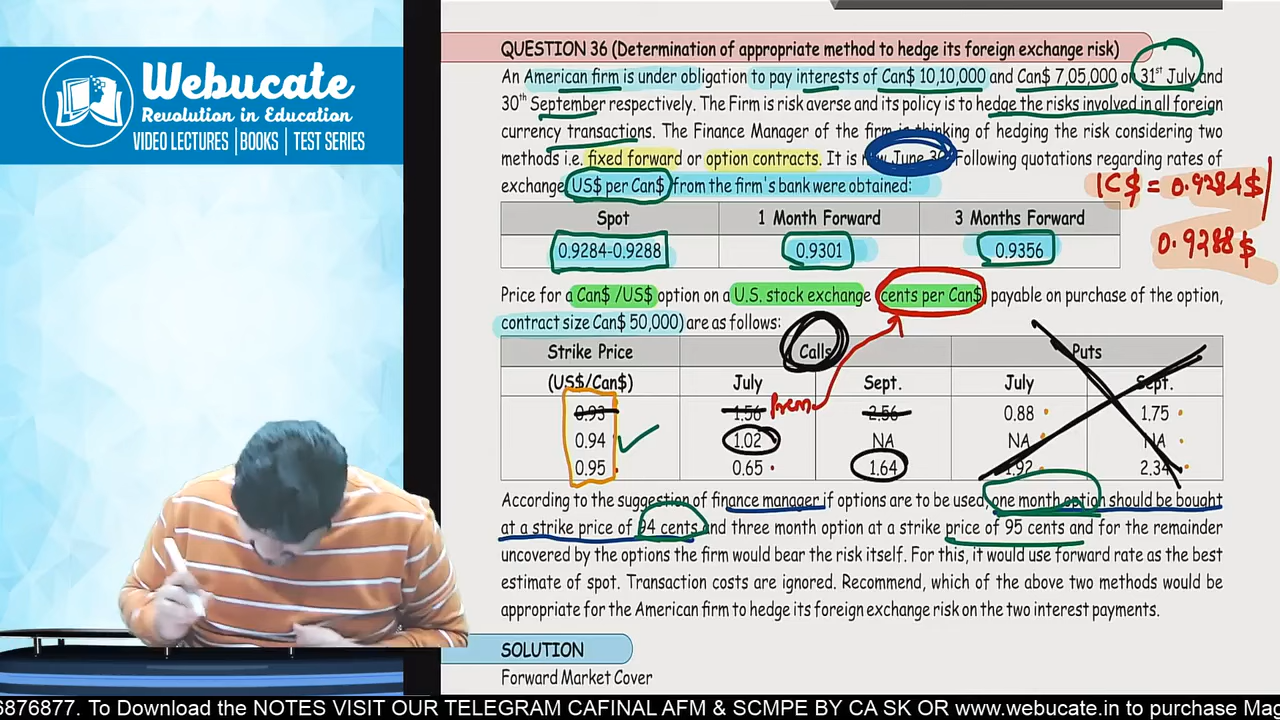 Webucate
Revolution in Education
VIDEO LECTURES | BOOKS | TEST SERIES
QUESTION 36 (Determination of appropriate method to hedge its foreign exchange risk)
An American firm is under obligation to pay interests of Can$ 10,10,000 and Can$ 7,05,000 on 31st July and
30th September respectively. The Firm is risk averse and its policy is to hedge the risks involved in all foreign
currency transactions. The Finance Manager of the firm is thinking of hedging the risk considering two
methods i.e. fixed forward or option contracts. It is now June 30. Following quotations regarding rates of
exchange US$ per Can$ from the firm's bank were obtained:
1C$ = 0.9284$ |
0.9288$
Spot 1 Month Forward 3 Months Forward
0.9284-0.9288 0.9301 0.9356
Price for a Can$ /US$ option on a U.S. stock exchange (cents per Can$, payable on purchase of the option,
contract size Can$ 50,000) are as follows:
Strike Price Calls Puts
(US$/Can$) July Sept. July Sept.
0.93 1.56 Prem 2.56 0.88 1.75
0.94 1.02 NA NA NA
0.95 0.65 1.64 1.92 2.34
According to the suggestion of finance manager if options are to be used, one month option should be bought
at a strike price of 94 cents and three month option at a strike price of 95 cents and for the remainder
uncovered by the options the firm would bear the risk itself. For this, it would use forward rate as the best
estimate of spot. Transaction costs are ignored. Recommend, which of the above two methods would be
appropriate for the American firm to hedge its foreign exchange risk on the two interest payments.
SOLUTION
Forward Market Cover
6876877. To Download the NOTES VISIT OUR TELEGRAM CAFINAL AFM & SCMPE BY CA SK OR www.webucate.in to purchase Mag